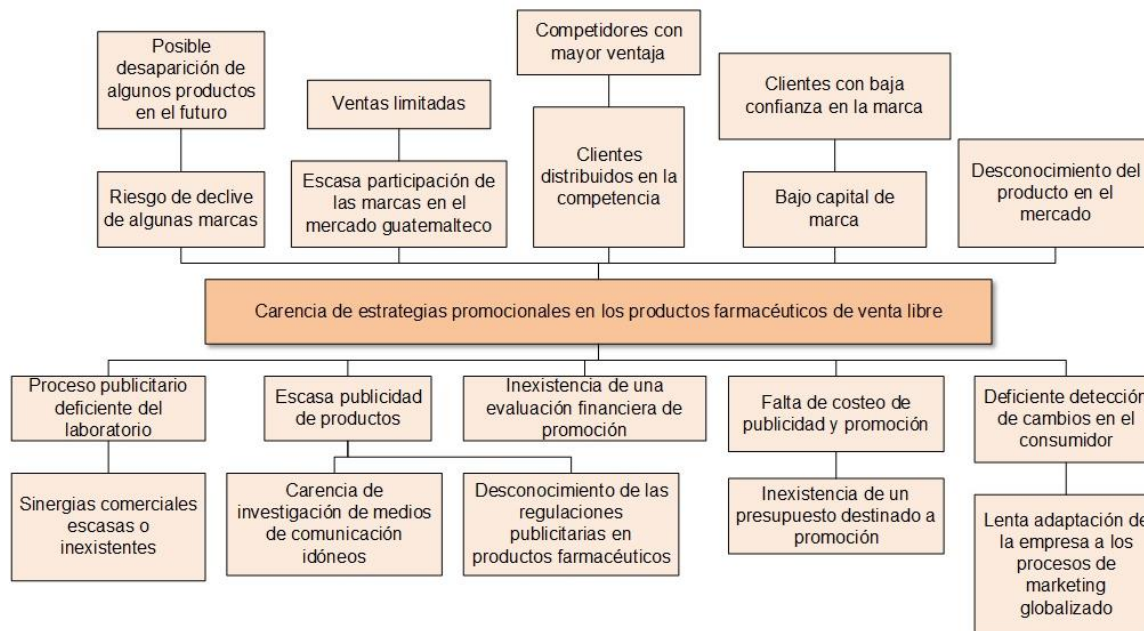 Posible
desaparición de
algunos productos
en el futuro
Ventas limitadas
Competidores con
mayor ventaja
Clientes con baja
confianza en la marca
Riesgo de declive
de algunas marcas
Escasa participación de
las marcas en el
mercado guatemalteco
Clientes
distribuidos en la
competencia
Bajo capital de
marca
Desconocimiento del
producto en el
mercado
Carencia de estrategias promocionales en los productos farmacéuticos de venta libre
Proceso publicitario
deficiente del
laboratorio
Escasa publicidad
de productos
Inexistencia de una
evaluación financiera de
promoción
Falta de costeo de
publicidad y promoción
Deficiente detección
de cambios en el
consumidor
Sinergias comerciales
escasas o
inexistentes
Carencia de
investigación de medios
de comunicación
idóneos
Desconocimiento de las
regulaciones
publicitarias en
productos farmacéuticos
Inexistencia de un
presupuesto destinado a
promoción
Lenta adaptación de
la empresa a los
procesos de
marketing
globalizado